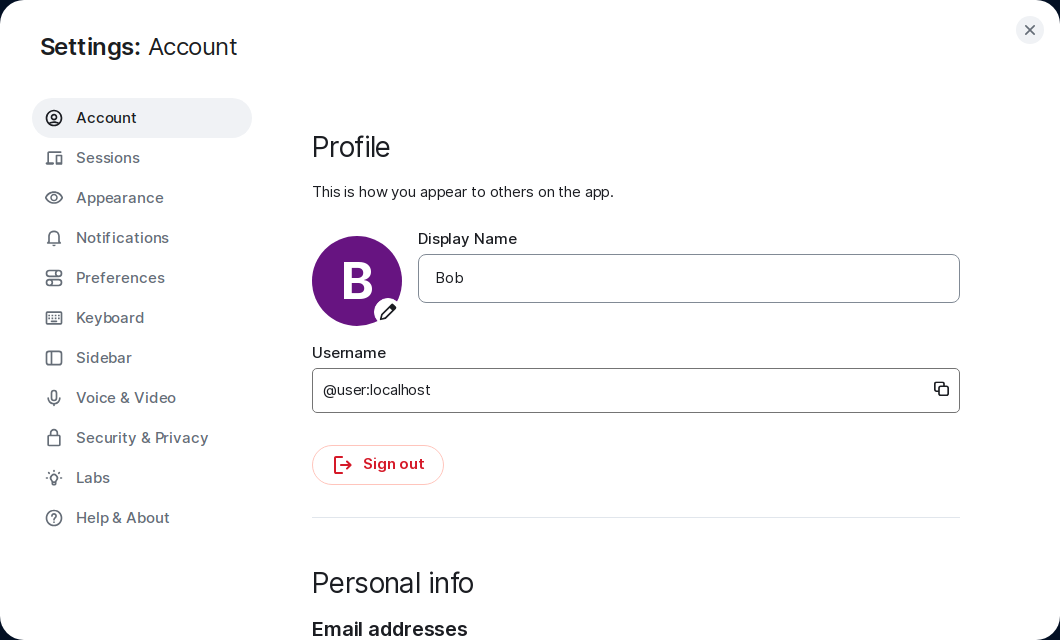 Settings: Account
Account
Sessions
Appearance
Notifications
Preferences
Keyboard
Sidebar
Voice & Video
Security & Privacy
Labs
Help & About
Profile
This is how you appear to others on the app.
B
Display Name
Bob
Username
@user:localhost
Sign out
Personal info
Email addresses